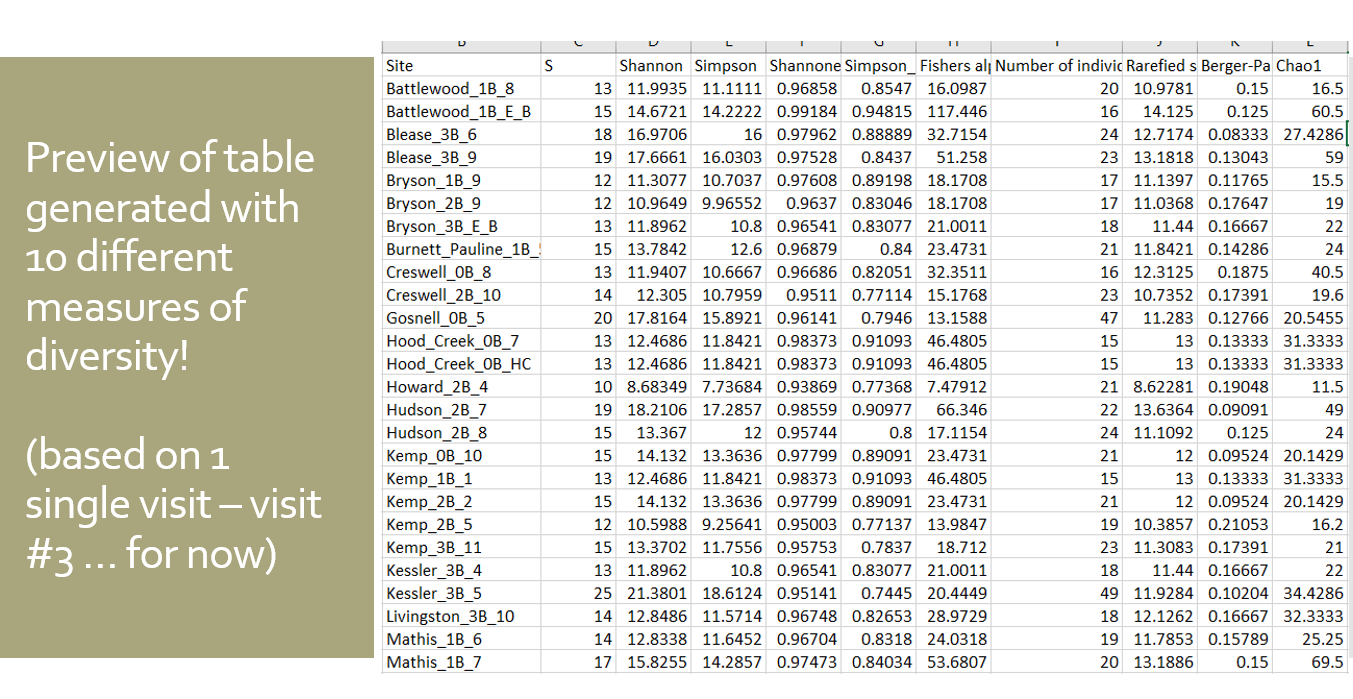 Preview of table
generated with
10 different
measures of
diversity!
(based on 1
single visit – visit
#3 … for now)
B C D E F G H I J K L
Site S Shannon Simpson Shannone Simpson_ Fishers alp Number of individ Rarefied s Berger-Pa Chao1
Battlewood_1B_8 13 11.9935 11.1111 0.96858 0.8547 16.0987 20 10.9781 0.15 16.5
Battlewood_1B_E_B 15 14.6721 14.2222 0.99184 0.94815 117.446 16 14.125 0.125 60.5
Blease_3B_6 18 16.9706 16 0.97962 0.88889 32.7154 24 12.7174 0.08333 27.4286
Blease_3B_9 19 17.6661 16.0303 0.97528 0.8437 51.258 23 13.1818 0.13043 59
Bryson_1B_9 12 11.3077 10.7037 0.97608 0.89198 18.1708 17 11.1397 0.11765 15.5
Bryson_2B_9 12 10.9649 9.96552 0.9637 0.83046 18.1708 17 11.0368 0.17647 19
Bryson_3B_E_B 13 11.8962 10.8 0.96541 0.83077 21.0011 18 11.44 0.16667 22
Burnett_Pauline_1B_ 15 13.7842 12.6 0.96879 0.84 23.4731 21 11.8421 0.14286 24
Creswell_0B_8 13 11.9407 10.6667 0.96686 0.82051 32.3511 16 12.3125 0.1875 40.5
Creswell_2B_10 14 12.305 10.7959 0.9511 0.77114 15.1768 23 10.7352 0.17391 19.6
Gosnell_0B_5 20 17.8164 15.8921 0.96141 0.7946 13.1588 47 11.283 0.12766 20.5455
Hood_Creek_0B_7 13 12.4686 11.8421 0.98373 0.91093 46.4805 15 13 0.13333 31.3333
Hood_Creek_0B_HC 13 12.4686 11.8421 0.98373 0.91093 46.4805 15 13 0.13333 31.3333
Howard_2B_4 10 8.68349 7.73684 0.93869 0.77368 7.47912 21 8.62281 0.19048 11.5
Hudson_2B_7 19 18.2106 17.2857 0.98559 0.90977 66.346 22 13.6364 0.09091 49
Hudson_2B_8 15 13.367 12 0.95744 0.8 17.1154 24 11.1092 0.125 24
Kemp_0B_10 15 14.132 13.3636 0.97799 0.89091 23.4731 21 12 0.09524 20.1429
Kemp_1B_1 13 12.4686 11.8421 0.98373 0.91093 46.4805 15 13 0.13333 31.3333
Kemp_2B_2 15 14.132 13.3636 0.97799 0.89091 23.4731 21 12 0.09524 20.1429
Kemp_2B_5 12 10.5988 9.25641 0.95003 0.77137 13.9847 19 10.3857 0.21053 16.2
Kemp_3B_11 15 13.3702 11.7556 0.95753 0.7837 18.712 23 11.3083 0.17391 21
Kessler_3B_4 13 11.8962 10.8 0.96541 0.83077 21.0011 18 11.44 0.16667 22
Kessler_3B_5 25 21.3801 18.6124 0.95141 0.7445 20.4449 49 11.9284 0.10204 34.4286
Livingston_3B_10 14 12.8486 11.5714 0.96748 0.82653 28.9729 18 12.1262 0.16667 32.3333
Mathis_1B_6 14 12.8338 11.6452 0.96704 0.8318 24.0318 19 11.7853 0.15789 25.25
Mathis_1B_7 17 15.8255 14.2857 0.97473 0.84034 53.6807 20 13.1886 0.15 69.5